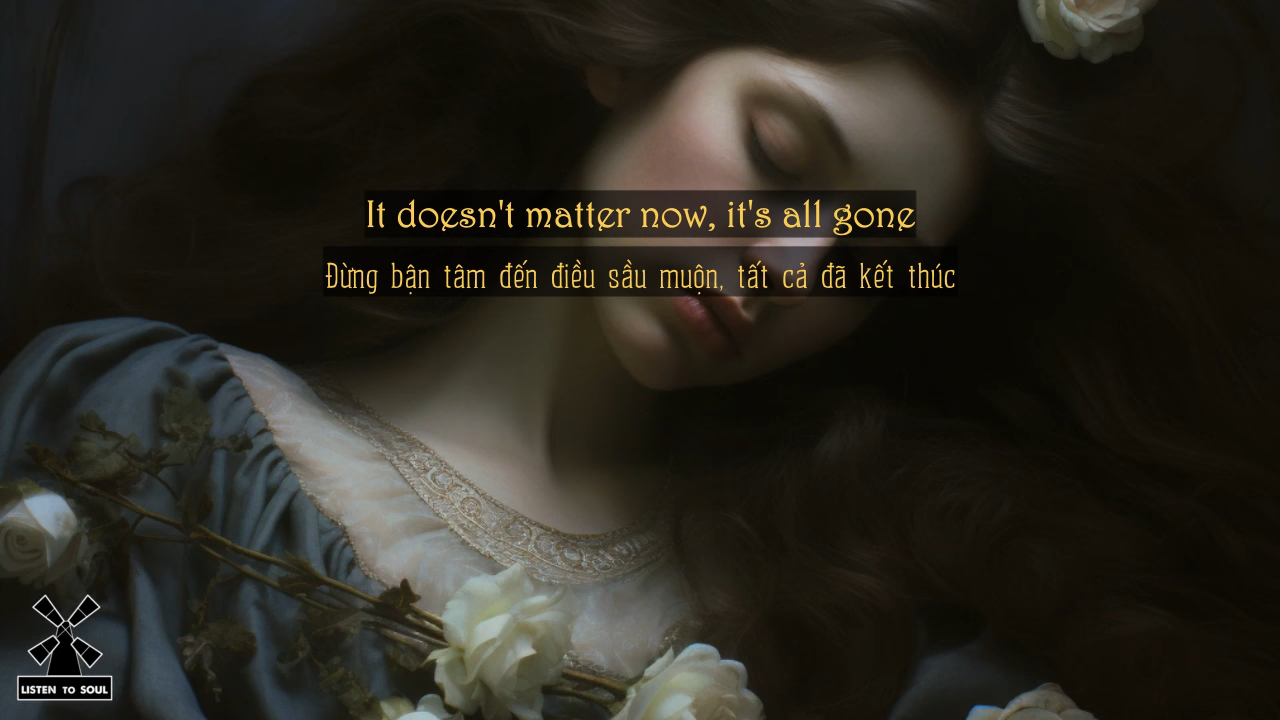 It doesn't matter now, it's all gone
Đừng bận tâm đến điều sầu muộn, tất cả đã kết thúc
LISTEN TO SOUL